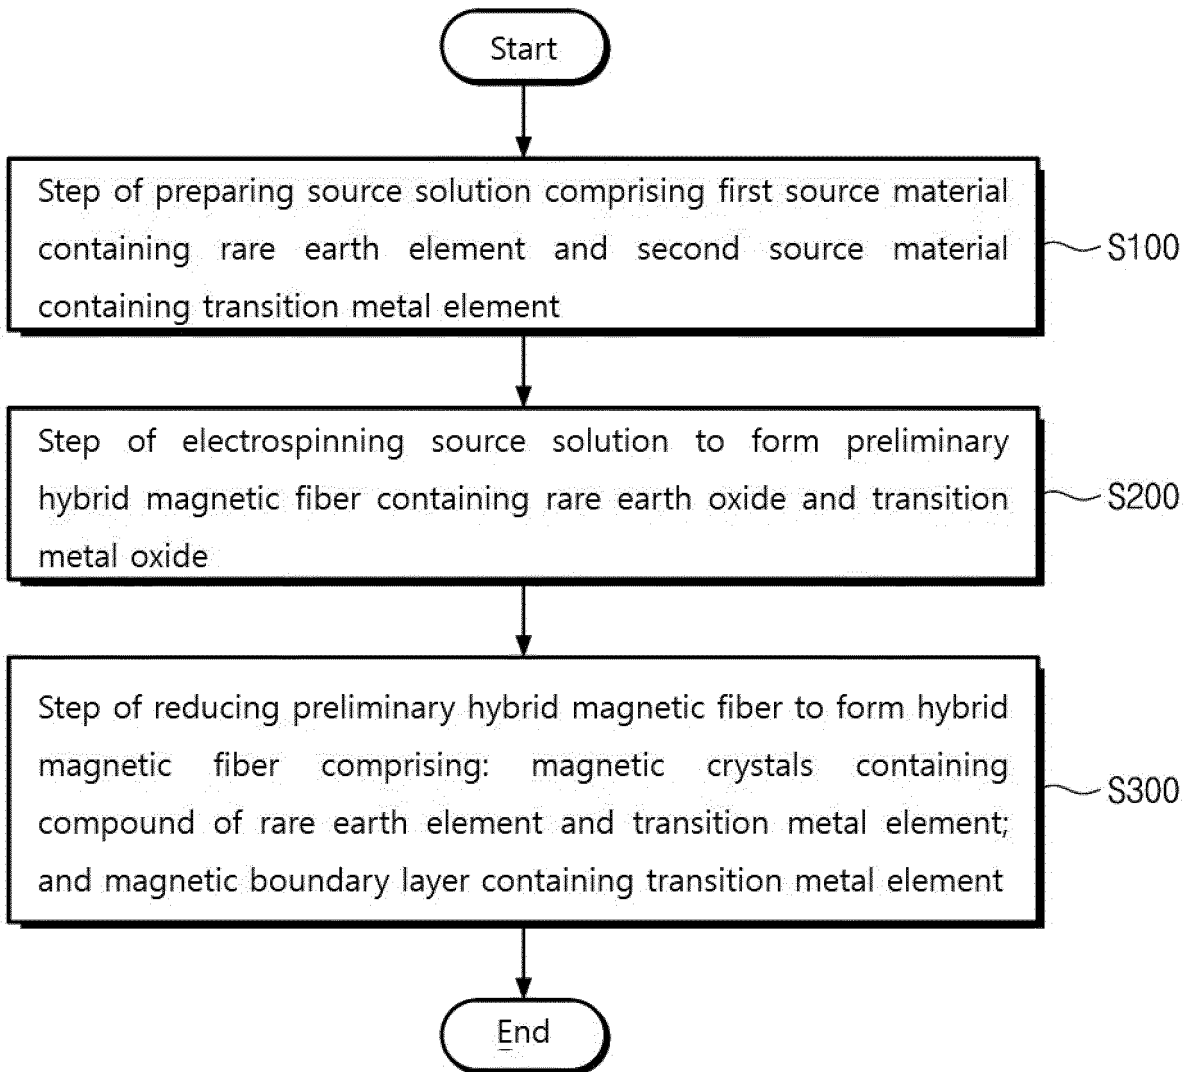 Start
Step of preparing source solution comprising first source material
containing rare earth element and second source material
containing transition metal element
S100
Step of electrospinning source solution to form preliminary
hybrid magnetic fiber containing rare earth oxide and transition
metal oxide
S200
Step of reducing preliminary hybrid magnetic fiber to form hybrid
magnetic fiber comprising: magnetic crystals containing
compound of rare earth element and transition metal element;
and magnetic boundary layer containing transition metal element
S300
End